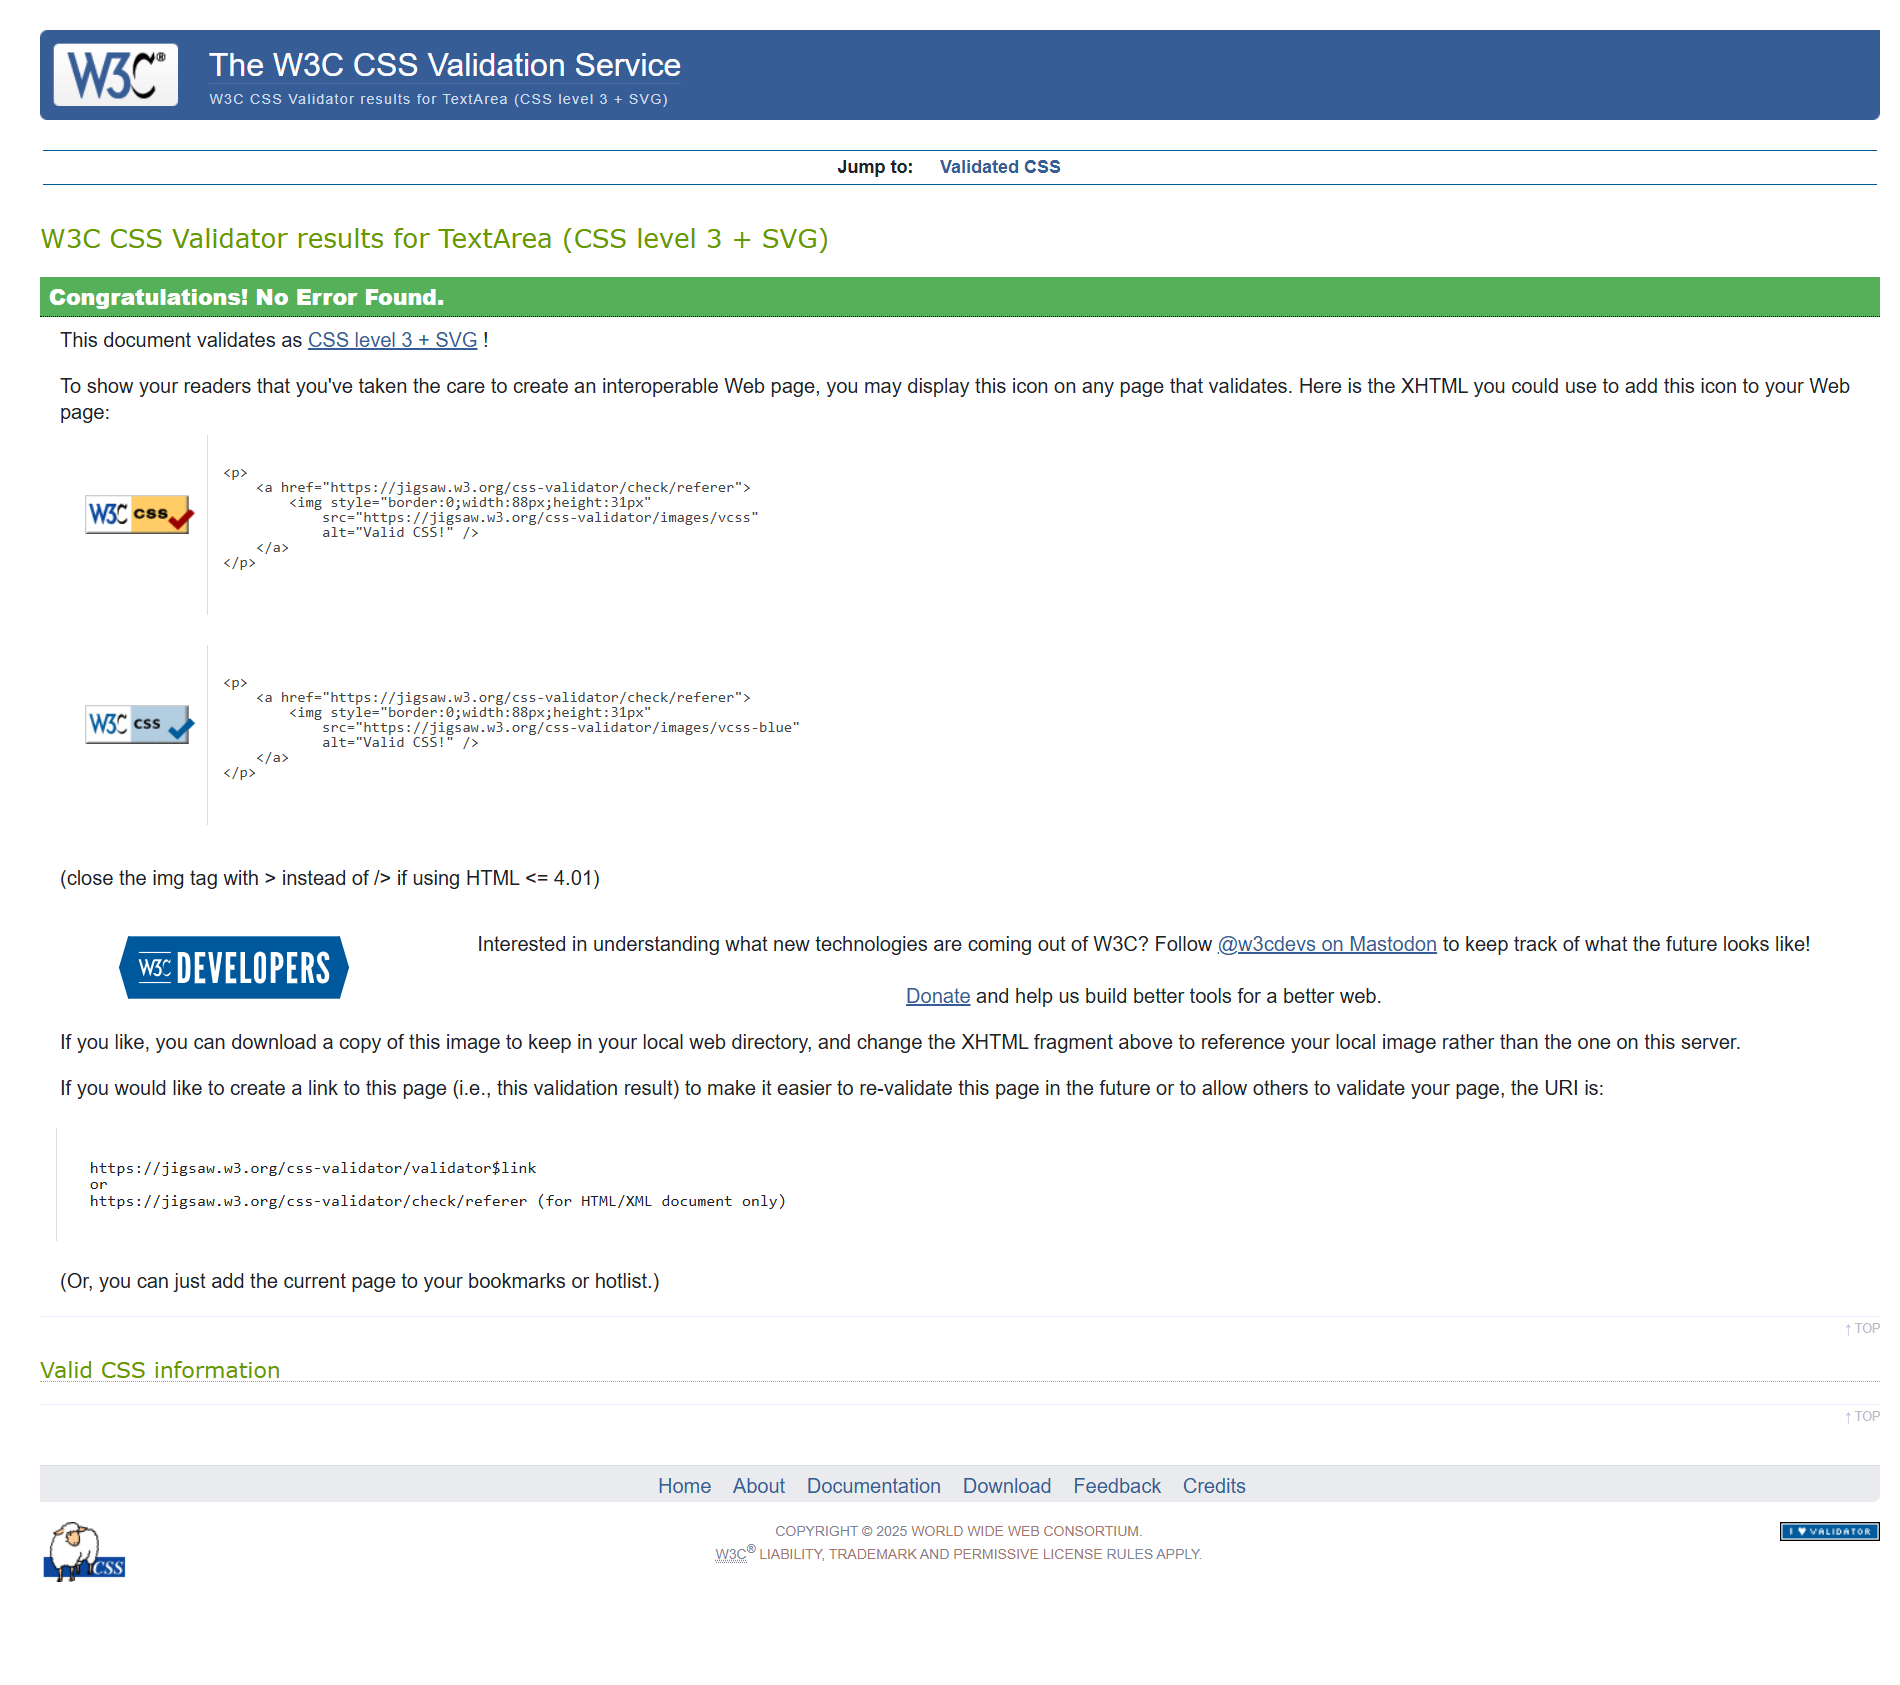 W3C®
The W3C CSS Validation Service
W3C CSS Validator results for TextArea (CSS level 3 + SVG)
Jump to: Validated CSS
W3C CSS Validator results for TextArea (CSS level 3 + SVG)
Congratulations! No Error Found.
This document validates as CSS level 3 + SVG !
To show your readers that you've taken the care to create an interoperable Web page, you may display this icon on any page that validates. Here is the XHTML you could use to add this icon to your Web
page:
W3C css
<p>
    <a href="https://jigsaw.w3.org/css-validator/check/referer">
        <img style="border:0;width:88px;height:31px"
            src="https://jigsaw.w3.org/css-validator/images/vcss"
            alt="Valid CSS!" />
    </a>
</p>
W3C css
<p>
    <a href="https://jigsaw.w3.org/css-validator/check/referer">
        <img style="border:0;width:88px;height:31px"
            src="https://jigsaw.w3.org/css-validator/images/vcss-blue"
            alt="Valid CSS!" />
    </a>
</p>
(close the img tag with > instead of /> if using HTML <= 4.01)
W3C DEVELOPERS
Interested in understanding what new technologies are coming out of W3C? Follow @w3cdevs on Mastodon to keep track of what the future looks like!
Donate and help us build better tools for a better web.
If you like, you can download a copy of this image to keep in your local web directory, and change the XHTML fragment above to reference your local image rather than the one on this server.
If you would like to create a link to this page (i.e., this validation result) to make it easier to re-validate this page in the future or to allow others to validate your page, the URI is:
https://jigsaw.w3.org/css-validator/validator$link
or
https://jigsaw.w3.org/css-validator/check/referer (for HTML/XML document only)
(Or, you can just add the current page to your bookmarks or hotlist.)
↑ TOP
Valid CSS information
↑ TOP
Home About Documentation Download Feedback Credits
CSS
COPYRIGHT © 2025 WORLD WIDE WEB CONSORTIUM.
W3C® LIABILITY, TRADEMARK AND PERMISSIVE LICENSE RULES APPLY.
I ♥ VALIDATOR